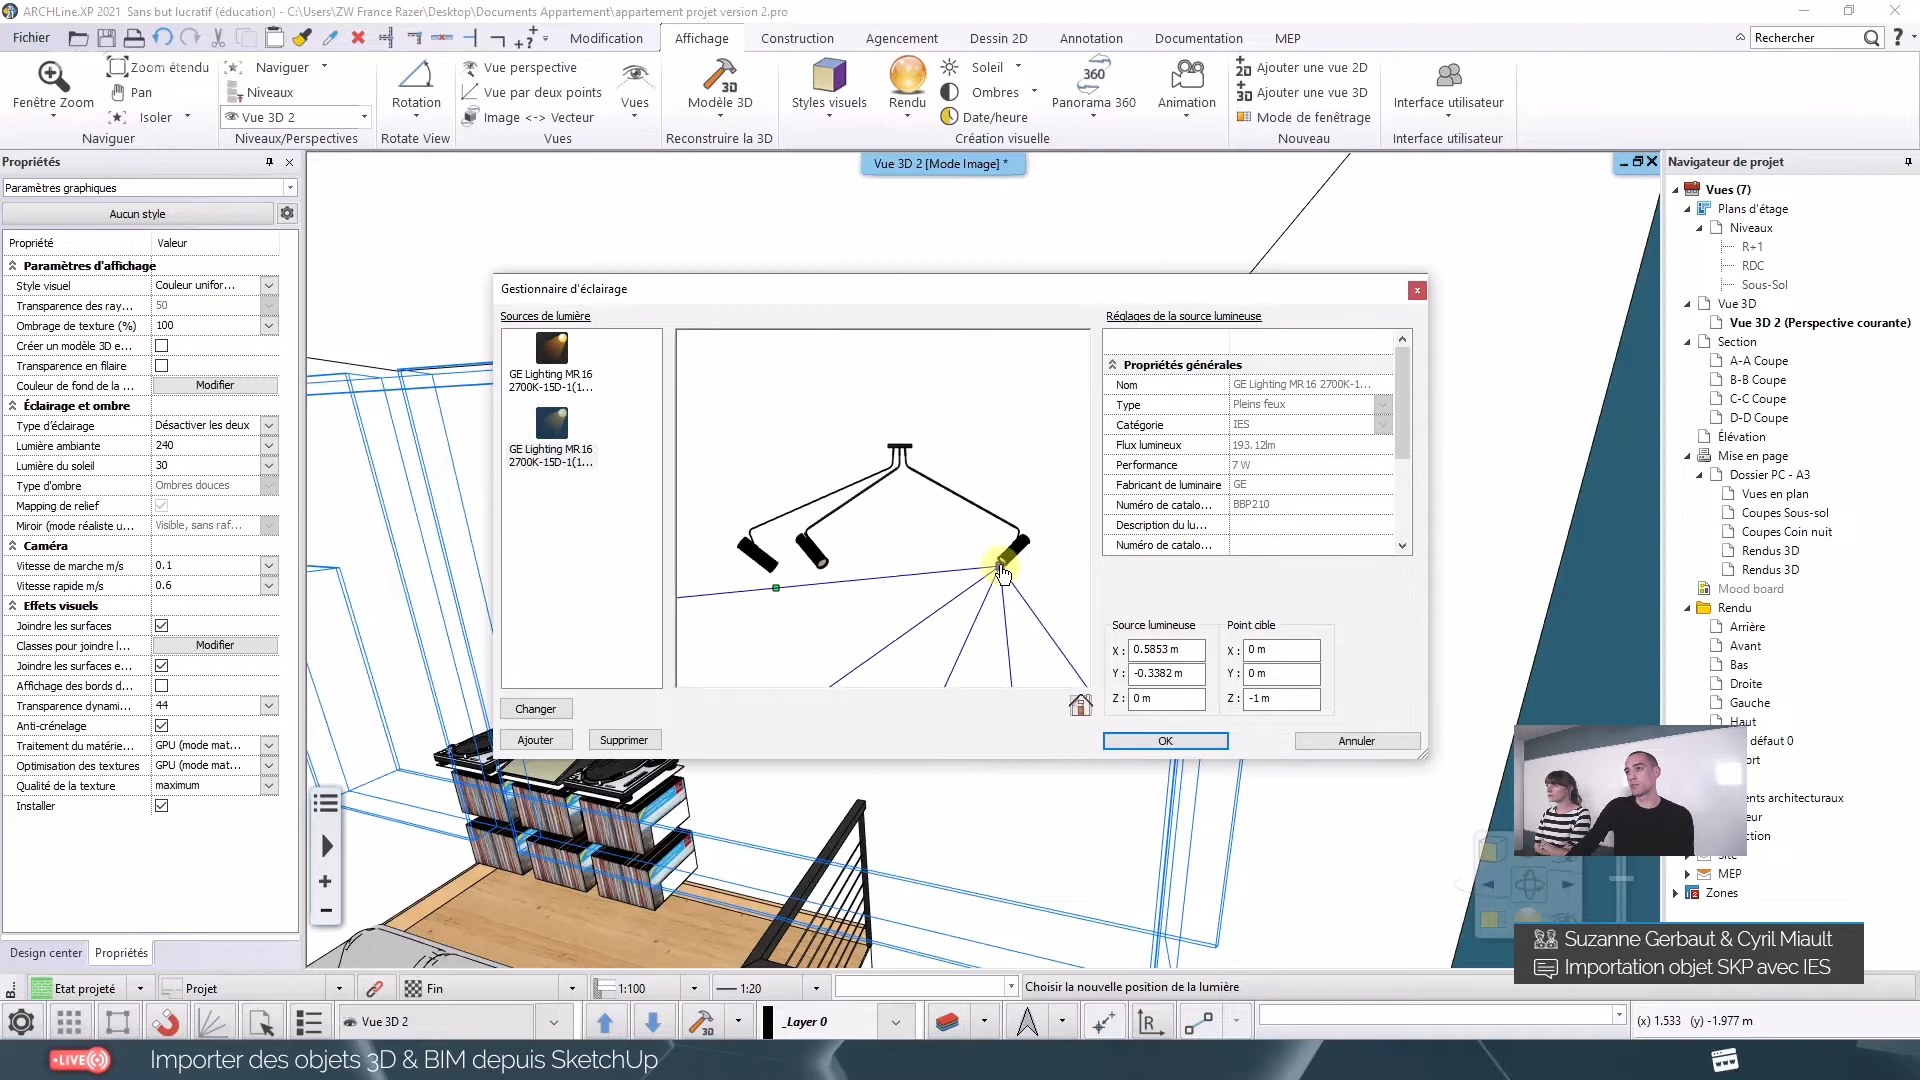 ARCHLine.XP 2021  Sans but lucratif (éducation) - C:\Users\ZW France Razer\Desktop\Documents Appartement\appartement projet version 2.pro
Fichier
Modification
Affichage
Construction
Agencement
Dessin 2D
Annotation
Documentation
MEP
Rechercher
Fenêtre Zoom
Zoom étendu
Pan
Isoler
Naviguer
Naviguer
Niveaux
Vue 3D 2
Niveaux/Perspectives
Rotation
Rotate View
Vue perspective
Vue par deux points
Image <-> Vecteur
Vues
Vues
3D
Modèle 3D
Reconstruire la 3D
Styles visuels
Rendu
Soleil
Ombres
Date/heure
Création visuelle
360
Panorama 360
Animation
2D Ajouter une vue 2D
3D Ajouter une vue 3D
Mode de fenêtrage
Nouveau
Interface utilisateur
Interface utilisateur
Propriétés
Paramètres graphiques
Aucun style
Propriété Valeur
Paramètres d'affichage
Style visuel Couleur unifor...
Transparence des ray... 50
Ombrage de texture (%) 100
Créer un modèle 3D e...
Transparence en filaire
Couleur de fond de la ... Modifier
Éclairage et ombre
Type d'éclairage Désactiver les deux
Lumière ambiante 240
Lumière du soleil 30
Type d'ombre Ombres douces
Mapping de relief
Miroir (mode réaliste u... Visible, sans raf...
Caméra
Vitesse de marche m/s 0.1
Vitesse rapide m/s 0.6
Effets visuels
Joindre les surfaces
Classes pour joindre l... Modifier
Joindre les surfaces e...
Affichage des bords d...
Transparence dynami... 44
Anti-crénelage
Traitement du matérie... GPU (mode mat...
Optimisation des textures GPU (mode mat...
Qualité de la texture maximum
Installer
Design center
Propriétés
Vue 3D 2 [Mode Image] *
Gestionnaire d'éclairage
Sources de lumière
GE Lighting MR16
2700K-15D-1(1...
GE Lighting MR16
2700K-15D-1(1...
Changer
Ajouter
Supprimer
Réglages de la source lumineuse
Propriétés générales
Nom GE Lighting MR16 2700K-1...
Type Pleins feux
Catégorie IES
Flux lumineux 193.12lm
Performance 7 W
Fabricant de luminaire GE
Numéro de catalo... BBP210
Description du lu...
Numéro de catalo...
Source lumineuse
X : 0.5853 m
Y : -0.3382 m
Z : 0 m
Point cible
X : 0 m
Y : 0 m
Z : -1 m
OK
Annuler
Navigateur de projet
Vues (7)
Plans d'étage
Niveaux
R+1
RDC
Sous-Sol
Vue 3D
Vue 3D 2 (Perspective courante)
Section
A-A Coupe
B-B Coupe
C-C Coupe
D-D Coupe
Élévation
Mise en page
Dossier PC - A3
Vues en plan
Coupes Sous-sol
Coupes Coin nuit
Rendus 3D
Rendus 3D
Mood board
Rendu
Arrière
Avant
Bas
Droite
Gauche
Haut
défaut 0
ort
ents architecturaux
eur
ction
MEP
Zones
Suzanne Gerbaut & Cyril Miault
Importation objet SKP avec IES
Etat projeté
Projet
Fin
1:100
1:20
Choisir la nouvelle position de la lumière
Vue 3D 2
3D
_Layer 0
R
(x) 1.533  (y) -1.977 m
LIVE
Importer des objets 3D & BIM depuis SketchUp